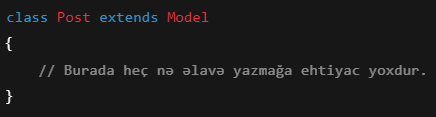 class Post extends Model
{
    // Burada heç nə əlavə yazmağa ehtiyac yoxdur.
}